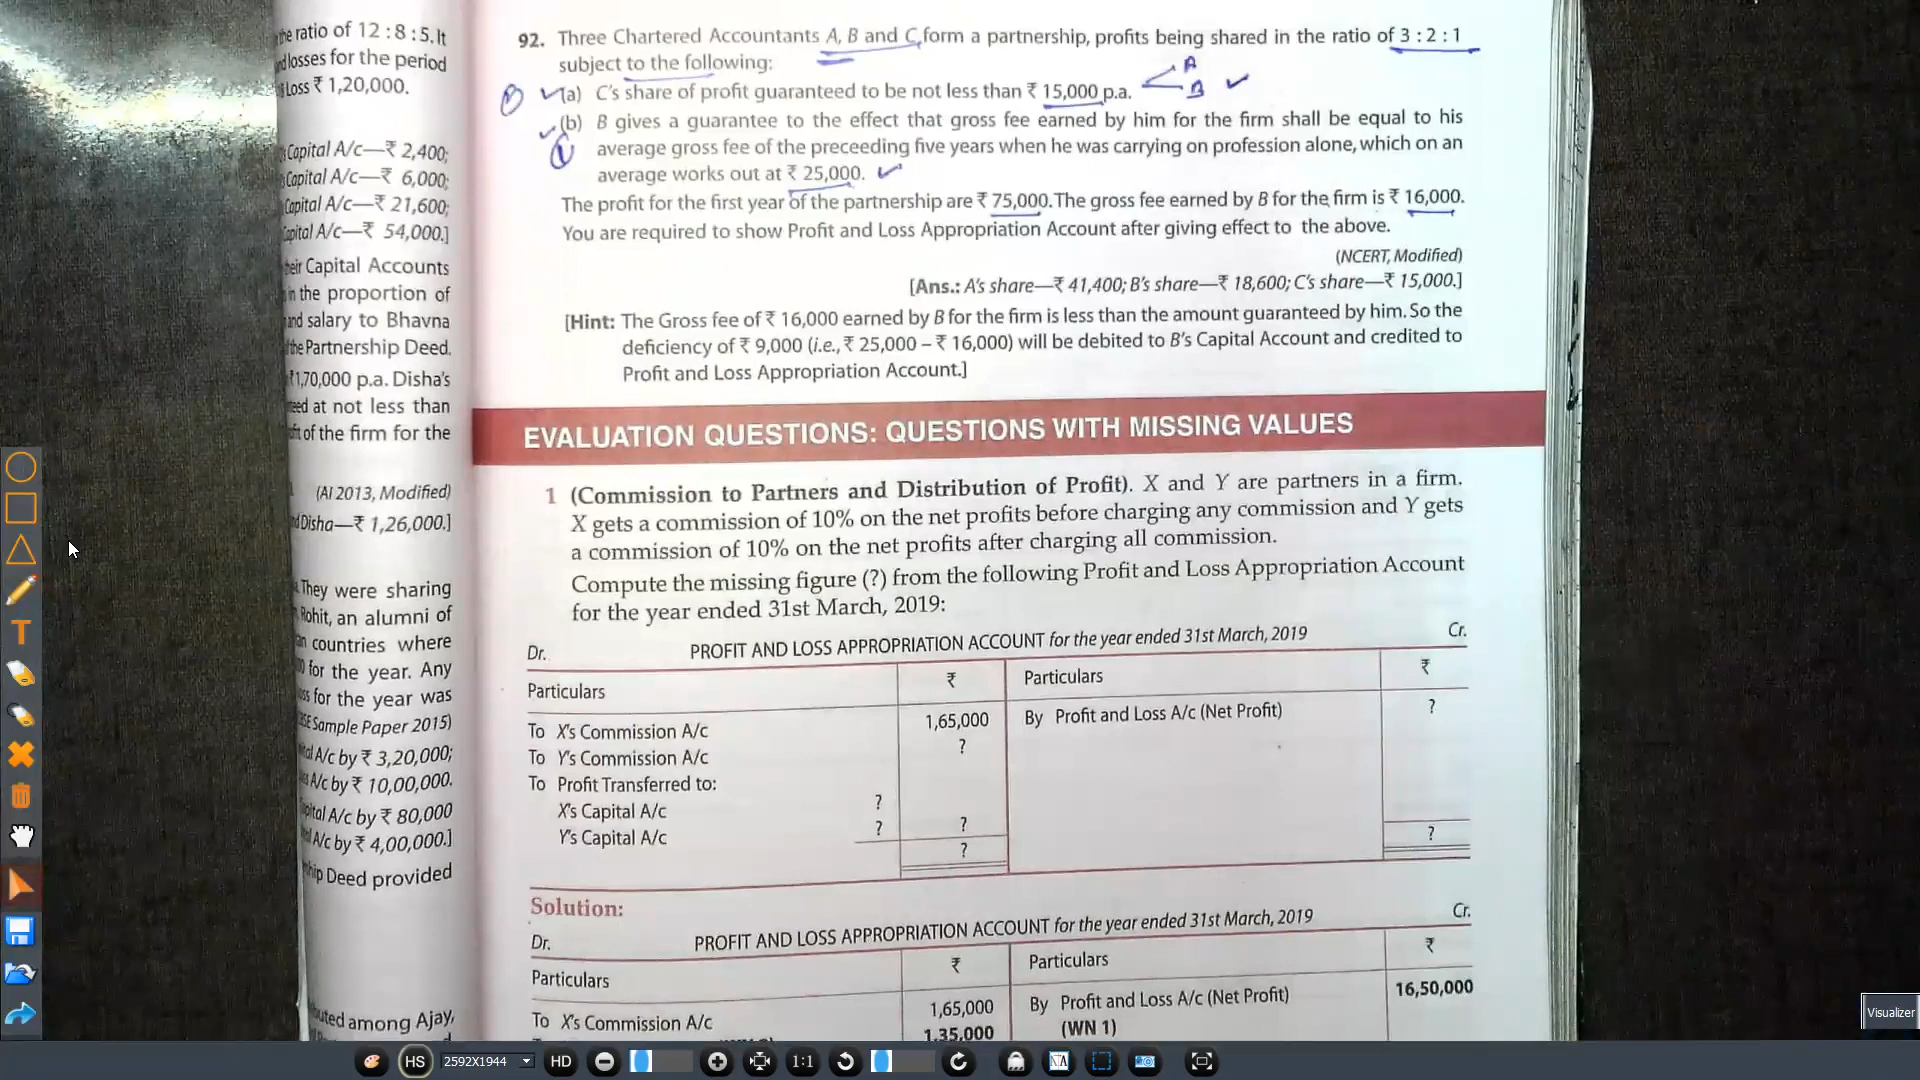 the ratio of 12 : 8 : 5. It
losses for the period
Loss ₹ 1,20,000.
Capital A/c—₹ 2,400;
Capital A/c—₹ 6,000;
Capital A/c—₹ 21,600;
Capital A/c—₹ 54,000.]
their Capital Accounts
in the proportion of
and salary to Bhavna
the Partnership Deed.
₹1,70,000 p.a. Disha's
at not less than
of the firm for the
(AI 2013, Modified)
Disha—₹ 1,26,000.]
They were sharing
Rohit, an alumni of
countries where
for the year. Any
for the year was
Sample Paper 2015)
A/c by ₹ 3,20,000;
A/c by ₹ 10,00,000.
A/c by ₹ 80,000
A/c by ₹ 4,00,000.]
Deed provided
among Ajay,
92. Three Chartered Accountants A, B and C, form a partnership, profits being shared in the ratio of 3 : 2 : 1
subject to the following:
(a) C's share of profit guaranteed to be not less than ₹ 15,000 p.a.
A
B
(b) B gives a guarantee to the effect that gross fee earned by him for the firm shall be equal to his
average gross fee of the preceeding five years when he was carrying on profession alone, which on an
average works out at ₹ 25,000.
The profit for the first year of the partnership are ₹ 75,000. The gross fee earned by B for the firm is ₹ 16,000.
You are required to show Profit and Loss Appropriation Account after giving effect to the above.
(NCERT, Modified)
[Ans.: A's share—₹ 41,400; B's share—₹ 18,600; C's share—₹ 15,000.]
[Hint: The Gross fee of ₹ 16,000 earned by B for the firm is less than the amount guaranteed by him. So the
deficiency of ₹ 9,000 (i.e., ₹ 25,000 – ₹ 16,000) will be debited to B's Capital Account and credited to
Profit and Loss Appropriation Account.]
EVALUATION QUESTIONS: QUESTIONS WITH MISSING VALUES
1 (Commission to Partners and Distribution of Profit). X and Y are partners in a firm.
X gets a commission of 10% on the net profits before charging any commission and Y gets
a commission of 10% on the net profits after charging all commission.
Compute the missing figure (?) from the following Profit and Loss Appropriation Account
for the year ended 31st March, 2019:
Dr. PROFIT AND LOSS APPROPRIATION ACCOUNT for the year ended 31st March, 2019 Cr.
Particulars ₹ Particulars ₹
To X's Commission A/c 1,65,000 By Profit and Loss A/c (Net Profit) ?
To Y's Commission A/c ?
To Profit Transferred to:
X's Capital A/c ?
Y's Capital A/c ? ? ?
?
Solution:
Dr. PROFIT AND LOSS APPROPRIATION ACCOUNT for the year ended 31st March, 2019 Cr.
Particulars ₹ Particulars ₹
To X's Commission A/c 1,65,000 By Profit and Loss A/c (Net Profit) 16,50,000
1,35,000 (WN 1)
T
Visualizer
HS 2592X1944 HD 1:1